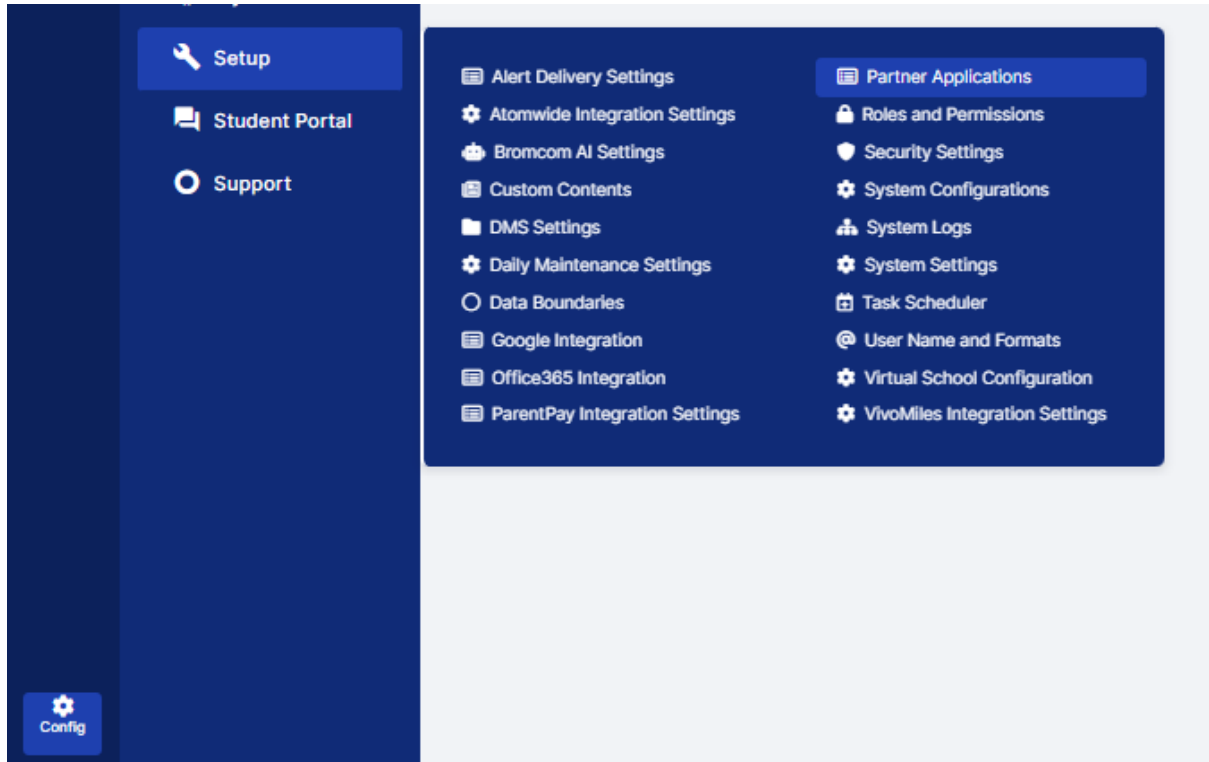 Setup
Student Portal
Support
Alert Delivery Settings
Atomwide Integration Settings
Bromcom AI Settings
Custom Contents
DMS Settings
Daily Maintenance Settings
Data Boundaries
Google Integration
Office365 Integration
ParentPay Integration Settings
Partner Applications
Roles and Permissions
Security Settings
System Configurations
System Logs
System Settings
Task Scheduler
User Name and Formats
Virtual School Configuration
VivoMiles Integration Settings
Config